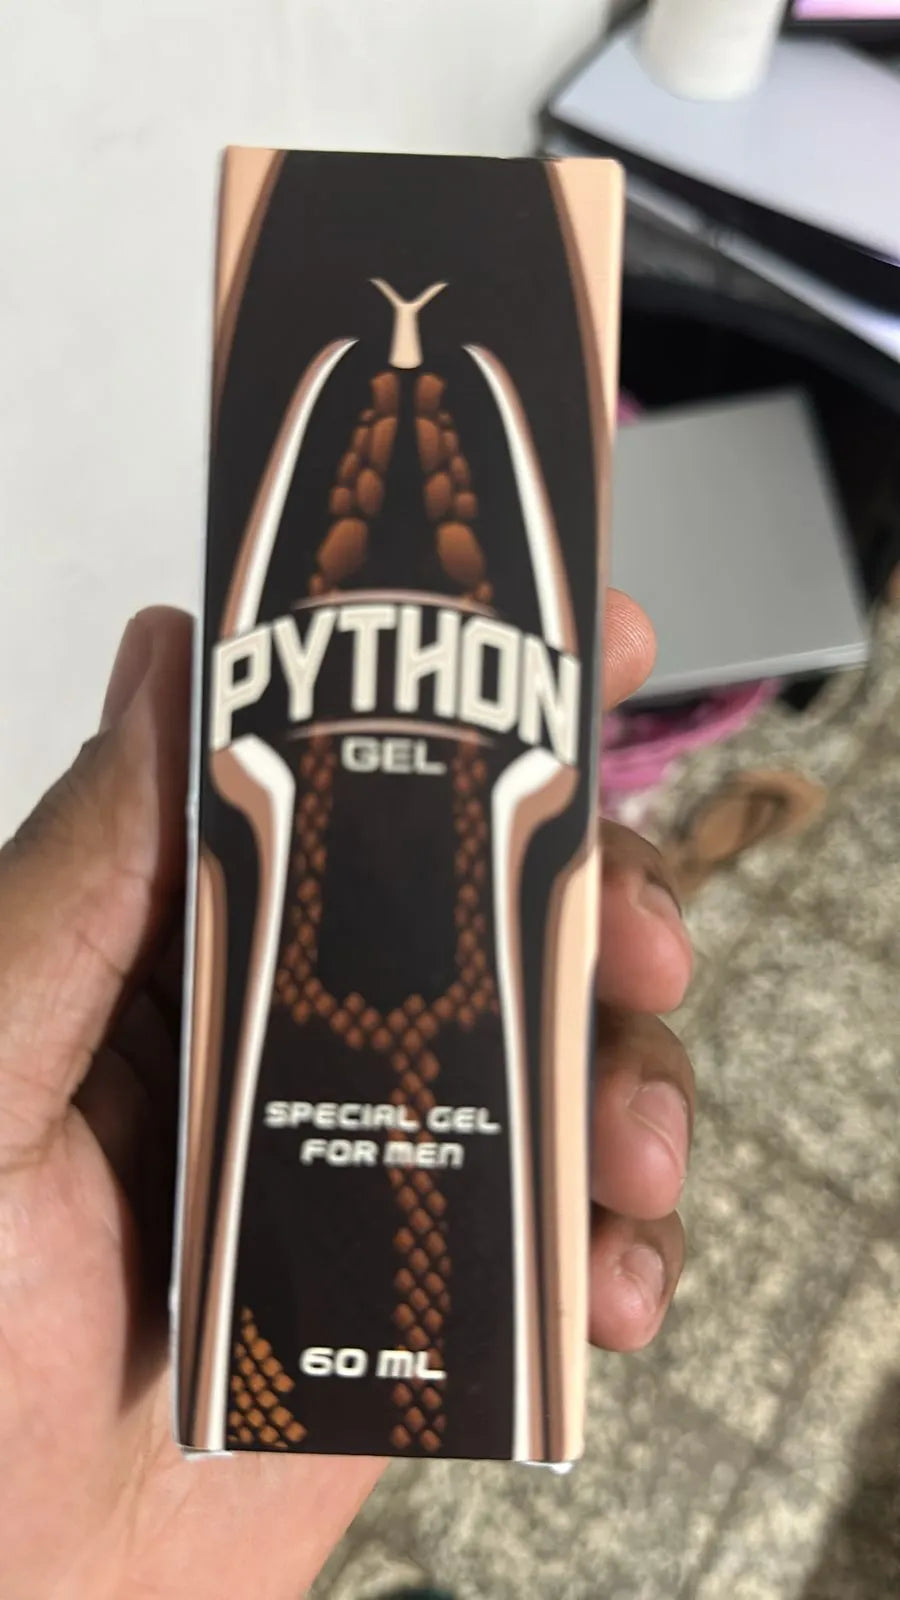 PYTHON
GEL
SPECIAL GEL
FOR MEN
60 ML